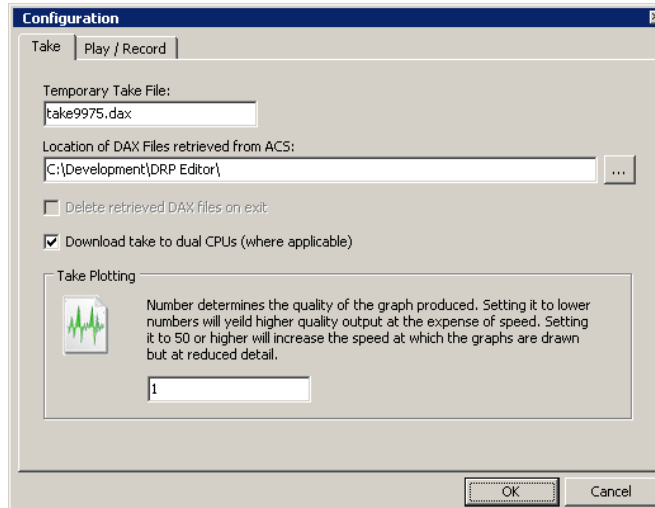 Configuration
Take
Play / Record
Temporary Take File:
take9975.dax
Location of DAX Files retrieved from ACS:
C:\Development\DRP Editor\
...
Delete retrieved DAX files on exit
Download take to dual CPUs (where applicable)
Take Plotting
Number determines the quality of the graph produced. Setting it to lower
numbers will yeild higher quality output at the expense of speed. Setting
it to 50 or higher will increase the speed at which the graphs are drawn
but at reduced detail.
1
OK
Cancel